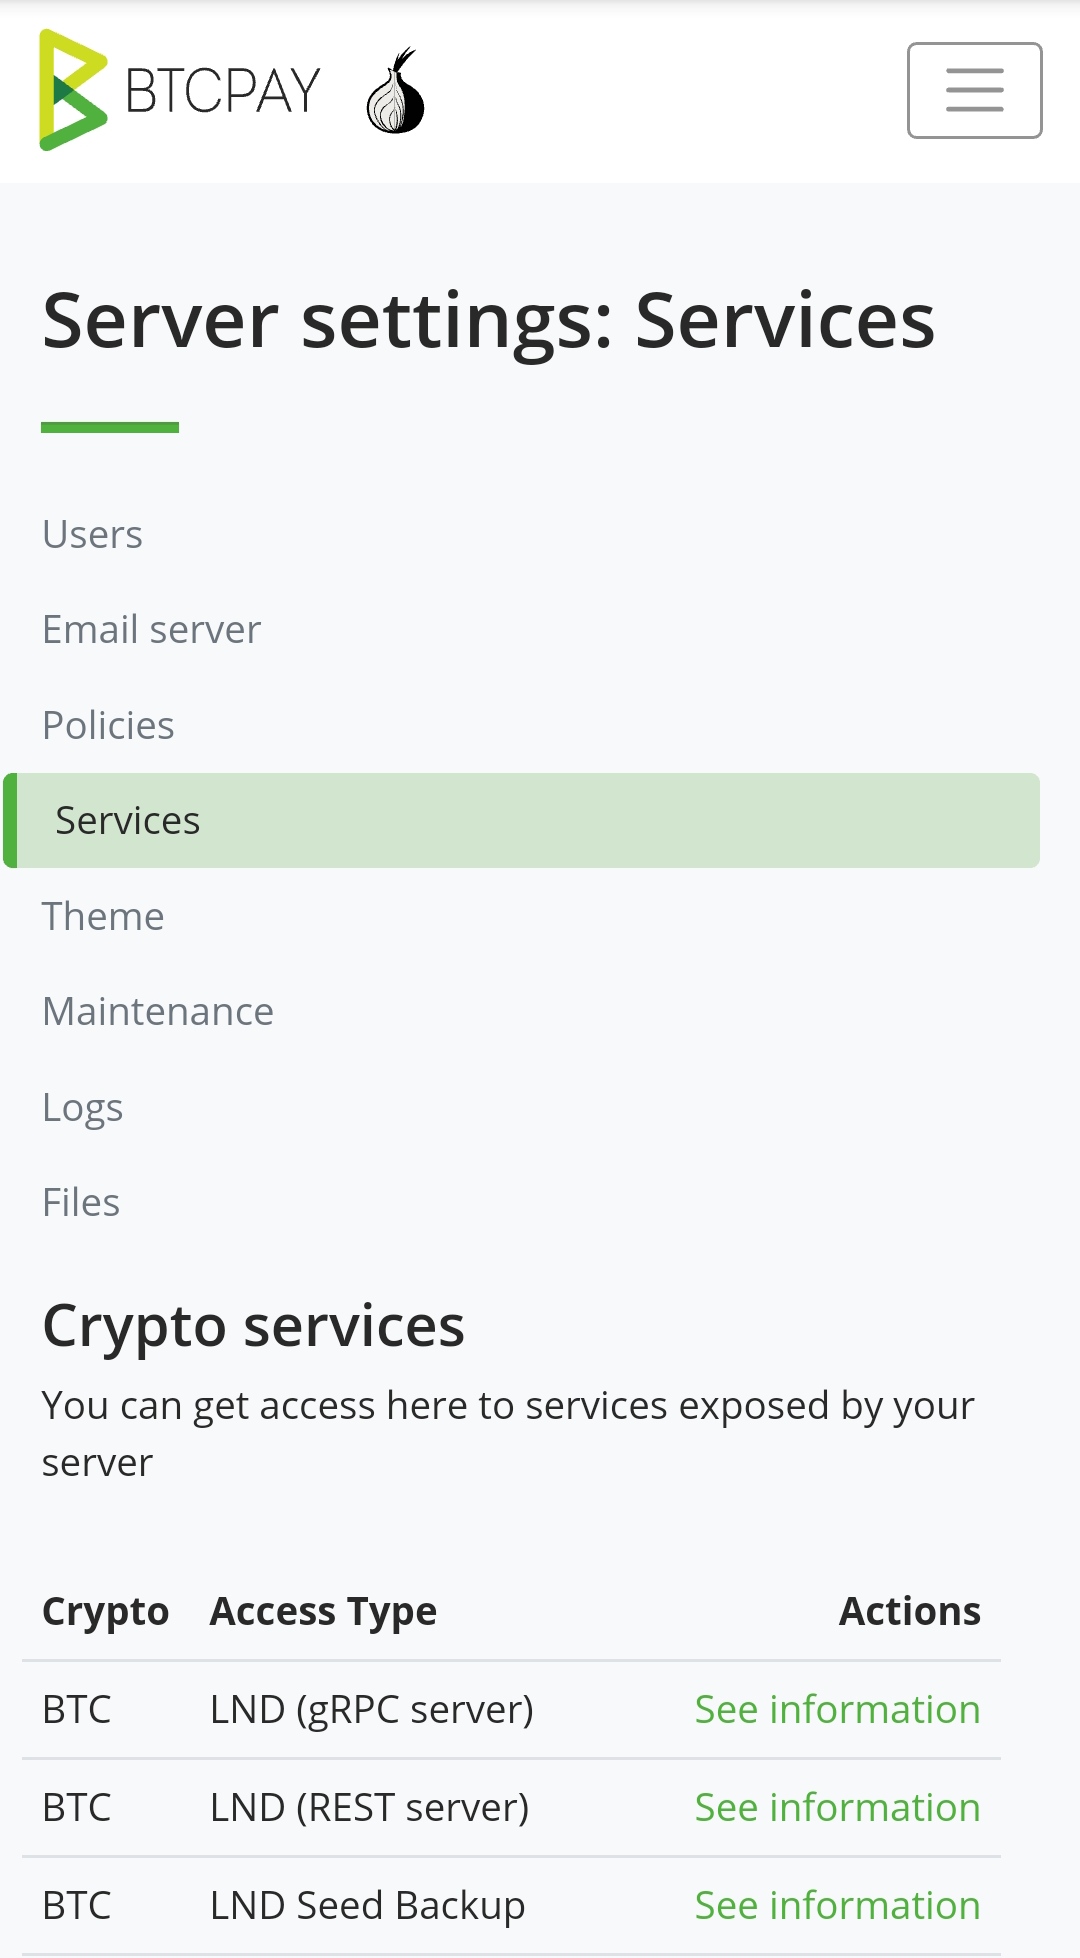 BTCPAY
Server settings: Services
Users
Email server
Policies
Services
Theme
Maintenance
Logs
Files
Crypto services
You can get access here to services exposed by your
server
Crypto Access Type Actions
BTC LND (gRPC server) See information
BTC LND (REST server) See information
BTC LND Seed Backup See information